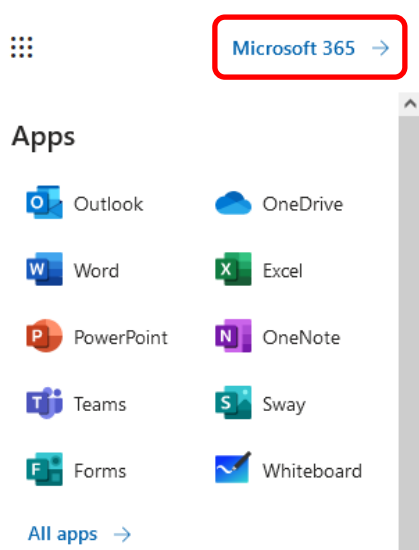 Microsoft 365 →
Apps
Outlook OneDrive
Word Excel
PowerPoint OneNote
Teams Sway
Forms Whiteboard
All apps →